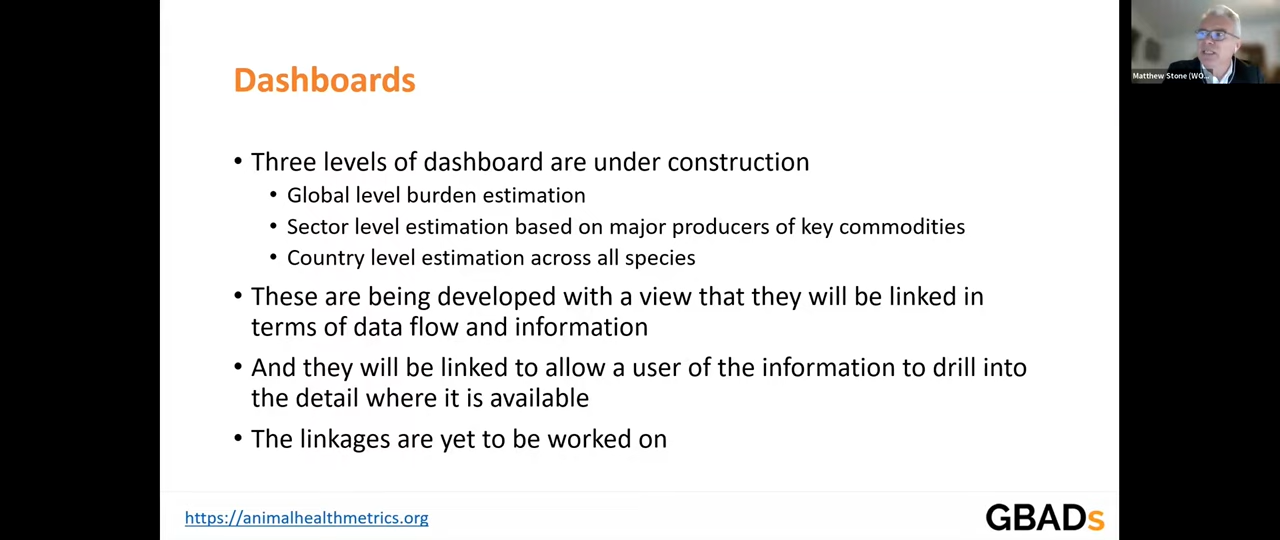 Dashboards
• Three levels of dashboard are under construction
• Global level burden estimation
• Sector level estimation based on major producers of key commodities
• Country level estimation across all species
• These are being developed with a view that they will be linked in
terms of data flow and information
• And they will be linked to allow a user of the information to drill into
the detail where it is available
• The linkages are yet to be worked on
https://animalhealthmetrics.org
GBADs
Matthew Stone (WO...